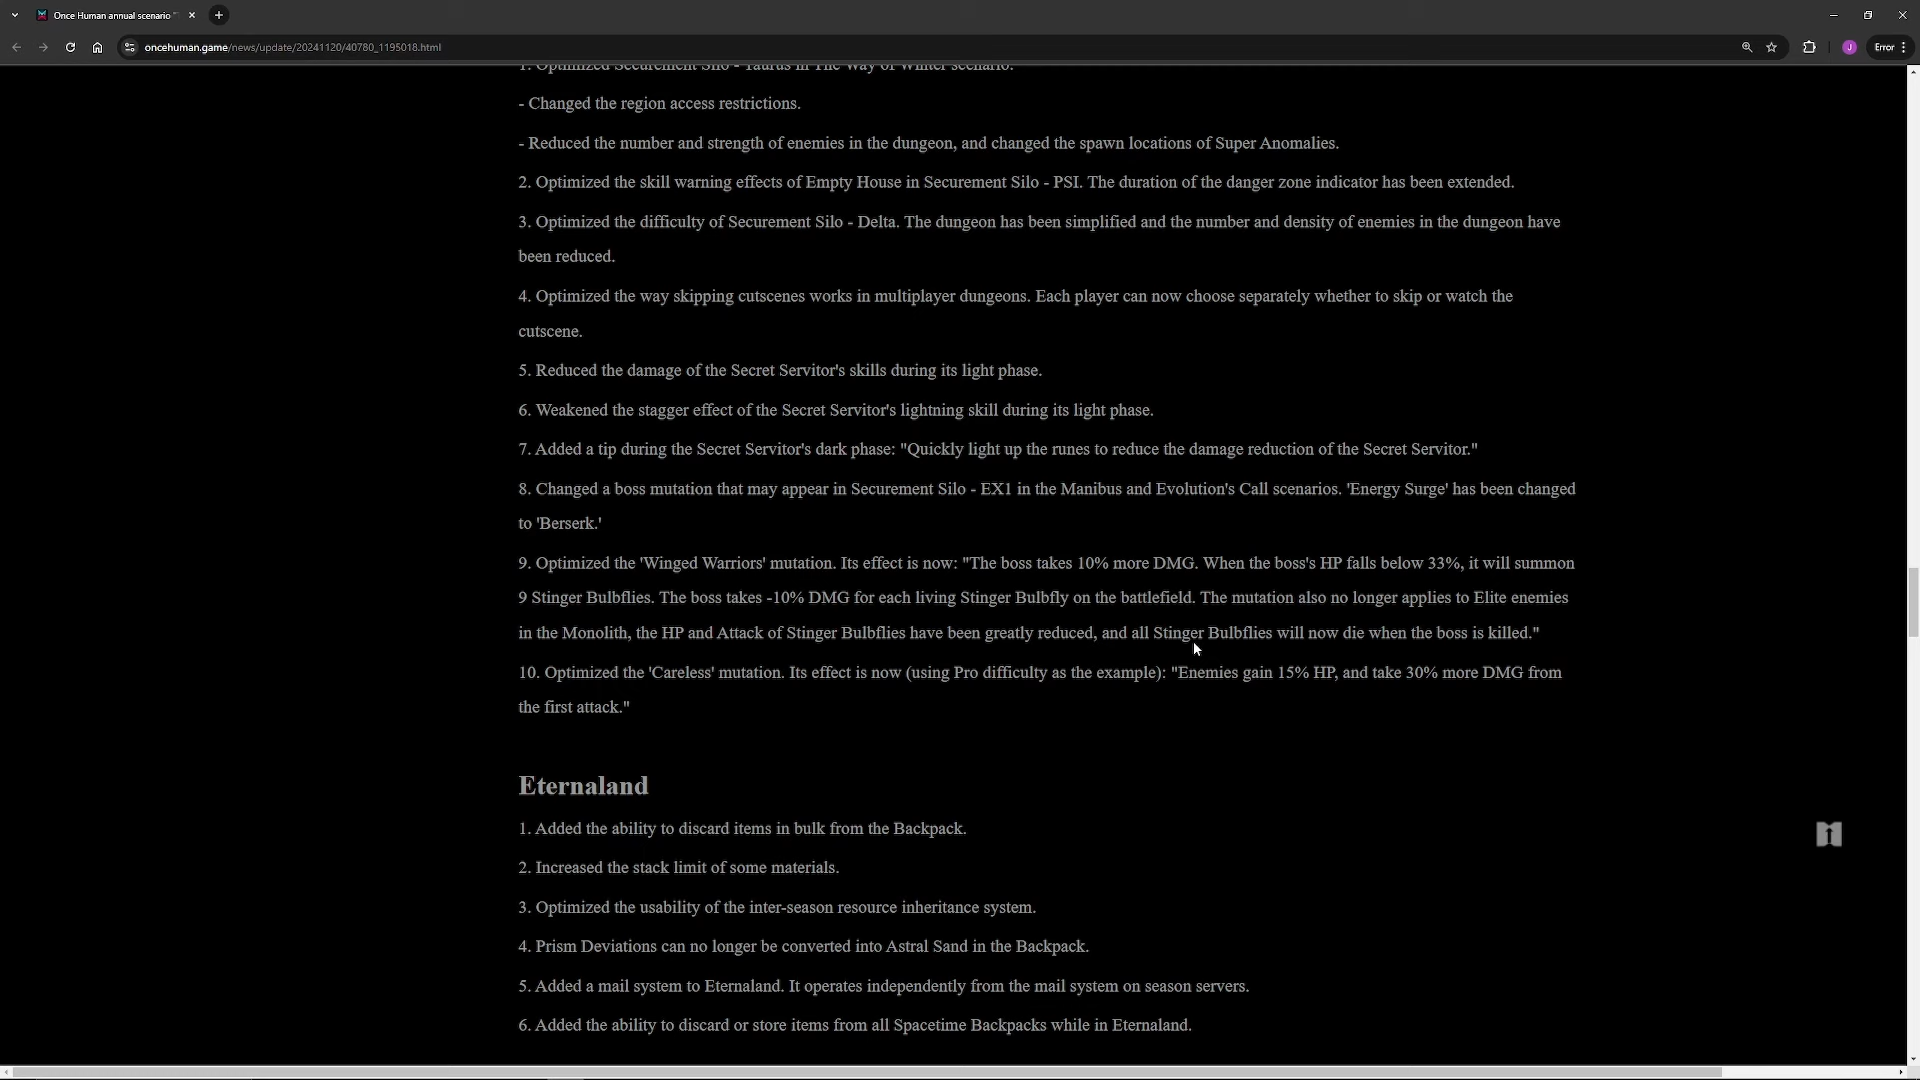 Once Human annual scenario
oncehuman.game/news/update/20241120/40780_1195018.html
J
Error
1. Optimized Securement Silo - Taurus in The Way of Winter scenario.
- Changed the region access restrictions.
- Reduced the number and strength of enemies in the dungeon, and changed the spawn locations of Super Anomalies.
2. Optimized the skill warning effects of Empty House in Securement Silo - PSI. The duration of the danger zone indicator has been extended.
3. Optimized the difficulty of Securement Silo - Delta. The dungeon has been simplified and the number and density of enemies in the dungeon have
been reduced.
4. Optimized the way skipping cutscenes works in multiplayer dungeons. Each player can now choose separately whether to skip or watch the
cutscene.
5. Reduced the damage of the Secret Servitor's skills during its light phase.
6. Weakened the stagger effect of the Secret Servitor's lightning skill during its light phase.
7. Added a tip during the Secret Servitor's dark phase: "Quickly light up the runes to reduce the damage reduction of the Secret Servitor."
8. Changed a boss mutation that may appear in Securement Silo - EX1 in the Manibus and Evolution's Call scenarios. 'Energy Surge' has been changed
to 'Berserk.'
9. Optimized the 'Winged Warriors' mutation. Its effect is now: "The boss takes 10% more DMG. When the boss's HP falls below 33%, it will summon
9 Stinger Bulbflies. The boss takes -10% DMG for each living Stinger Bulbfly on the battlefield. The mutation also no longer applies to Elite enemies
in the Monolith, the HP and Attack of Stinger Bulbflies have been greatly reduced, and all Stinger Bulbflies will now die when the boss is killed."
10. Optimized the 'Careless' mutation. Its effect is now (using Pro difficulty as the example): "Enemies gain 15% HP, and take 30% more DMG from
the first attack."
Eternaland
1. Added the ability to discard items in bulk from the Backpack.
2. Increased the stack limit of some materials.
3. Optimized the usability of the inter-season resource inheritance system.
4. Prism Deviations can no longer be converted into Astral Sand in the Backpack.
5. Added a mail system to Eternaland. It operates independently from the mail system on season servers.
6. Added the ability to discard or store items from all Spacetime Backpacks while in Eternaland.